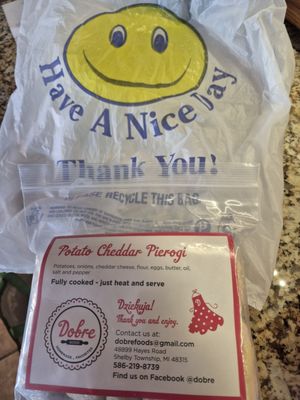 Have A Nice Day
Thank You!
PLEASE RECYCLE THIS BAG
Potato Cheddar Pierogi
Potatoes, onions, cheddar cheese, flour, eggs, butter, oil,
salt and pepper
Fully cooked - just heat and serve
Dobre
Dziekuja!
Thank you and enjoy.
Contact us at:
dobrefoods@gmail.com
48899 Hayes Road
Shelby Township, MI 48315
586-219-8739
Find us on Facebook @dobre